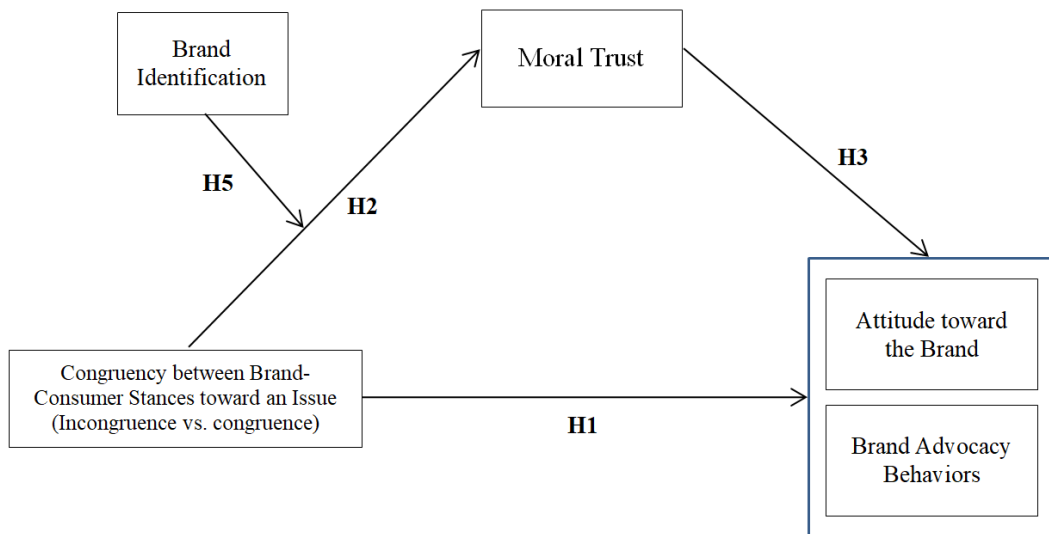 Brand
Identification
Moral Trust
H5
H2
H3
Congruency between Brand-
Consumer Stances toward an Issue
(Incongruence vs. congruence)
H1
Attitude toward
the Brand
Brand Advocacy
Behaviors